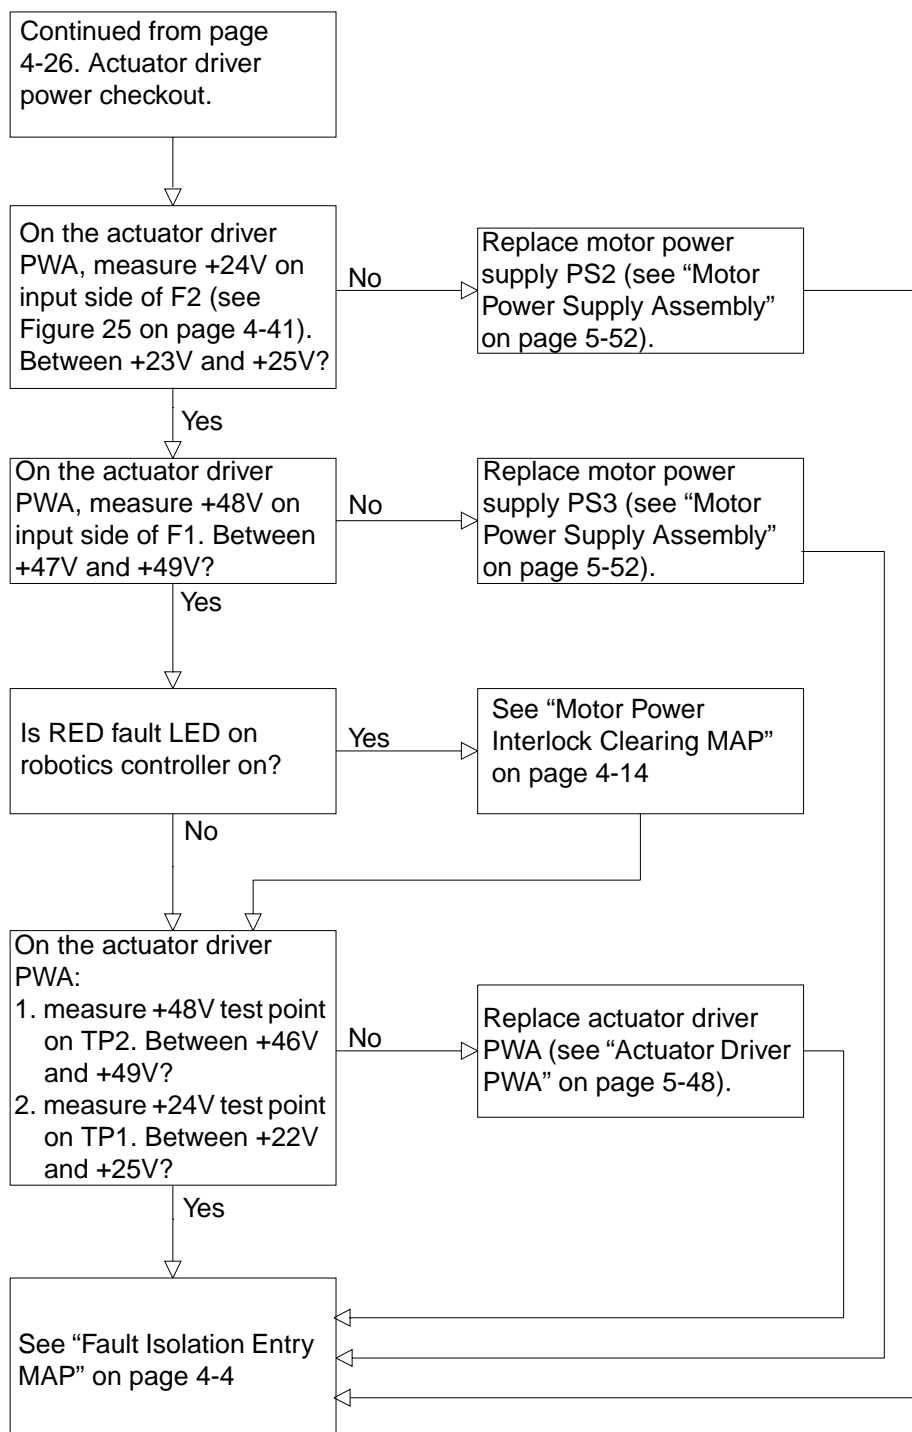 Continued from page
4-26. Actuator driver
power checkout.
On the actuator driver
PWA, measure +24V on
input side of F2 (see
Figure 25 on page 4-41).
Between +23V and +25V?
No
Replace motor power
supply PS2 (see “Motor
Power Supply Assembly”
on page 5-52).
Yes
On the actuator driver
PWA, measure +48V on
input side of F1. Between
+47V and +49V?
No
Replace motor power
supply PS3 (see “Motor
Power Supply Assembly”
on page 5-52).
Yes
Is RED fault LED on
robotics controller on?
Yes
See “Motor Power
Interlock Clearing MAP”
on page 4-14
No
On the actuator driver
PWA:
1. measure +48V test point
on TP2. Between +46V
and +49V?
2. measure +24V test point
on TP1. Between +22V
and +25V?
No
Replace actuator driver
PWA (see “Actuator Driver
PWA” on page 5-48).
Yes
See “Fault Isolation Entry
MAP” on page 4-4